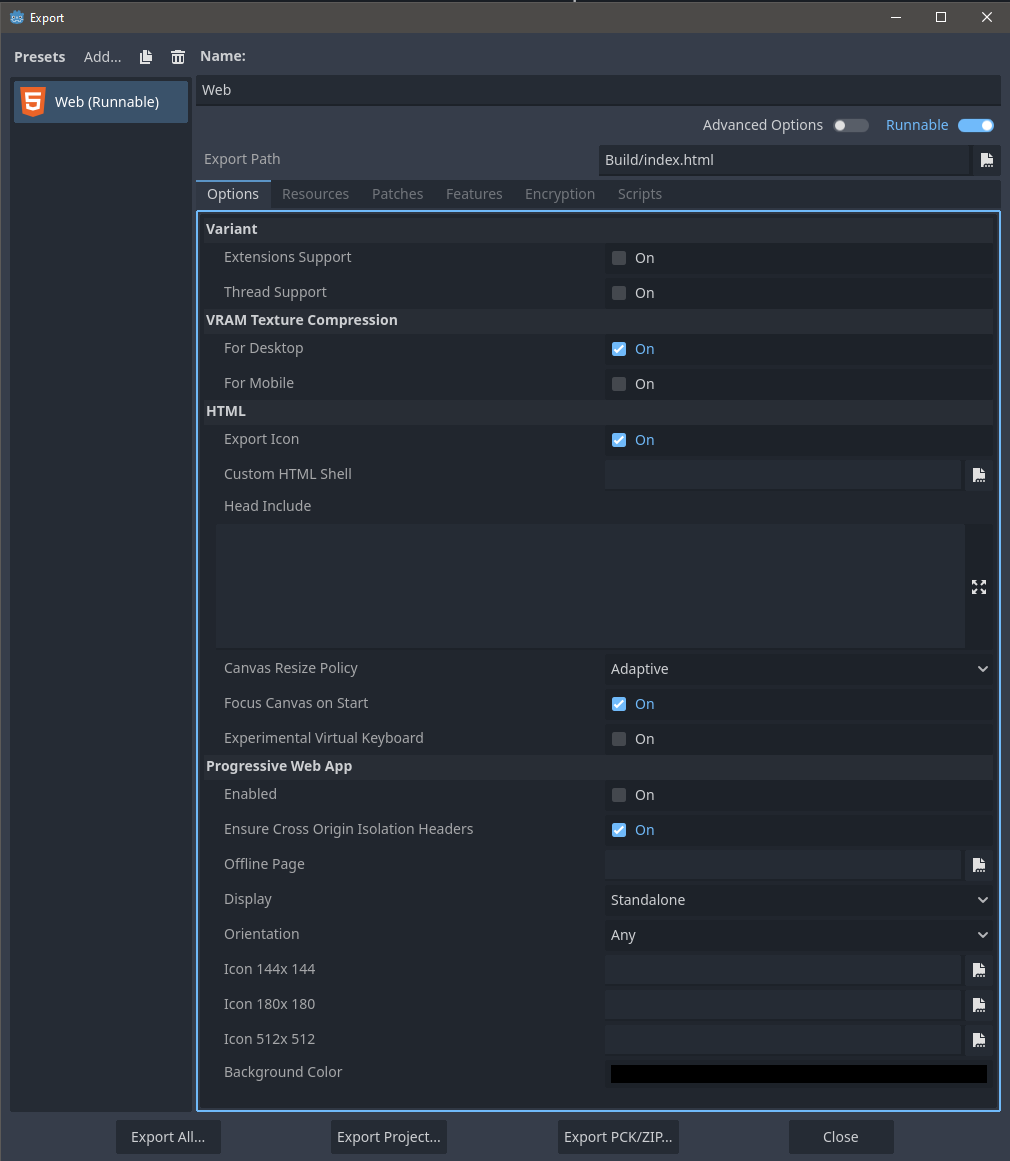 Export
Presets Add... Name:
Web (Runnable)
Web
Advanced Options Runnable
Export Path Build/index.html
Options Resources Patches Features Encryption Scripts
Variant
Extensions Support On
Thread Support On
VRAM Texture Compression
For Desktop On
For Mobile On
HTML
Export Icon On
Custom HTML Shell
Head Include
Canvas Resize Policy Adaptive
Focus Canvas on Start On
Experimental Virtual Keyboard On
Progressive Web App
Enabled On
Ensure Cross Origin Isolation Headers On
Offline Page
Display Standalone
Orientation Any
Icon 144x 144
Icon 180x 180
Icon 512x 512
Background Color
Export All... Export Project... Export PCK/ZIP... Close